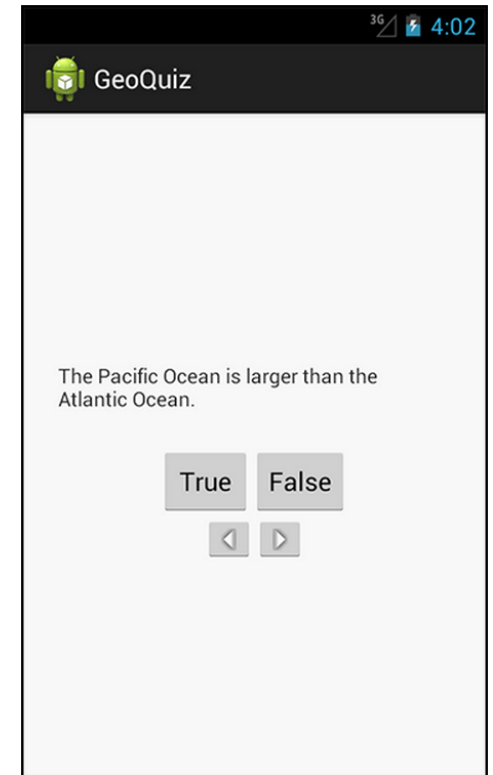 3G 4:02
GeoQuiz
The Pacific Ocean is larger than the
Atlantic Ocean.
True False